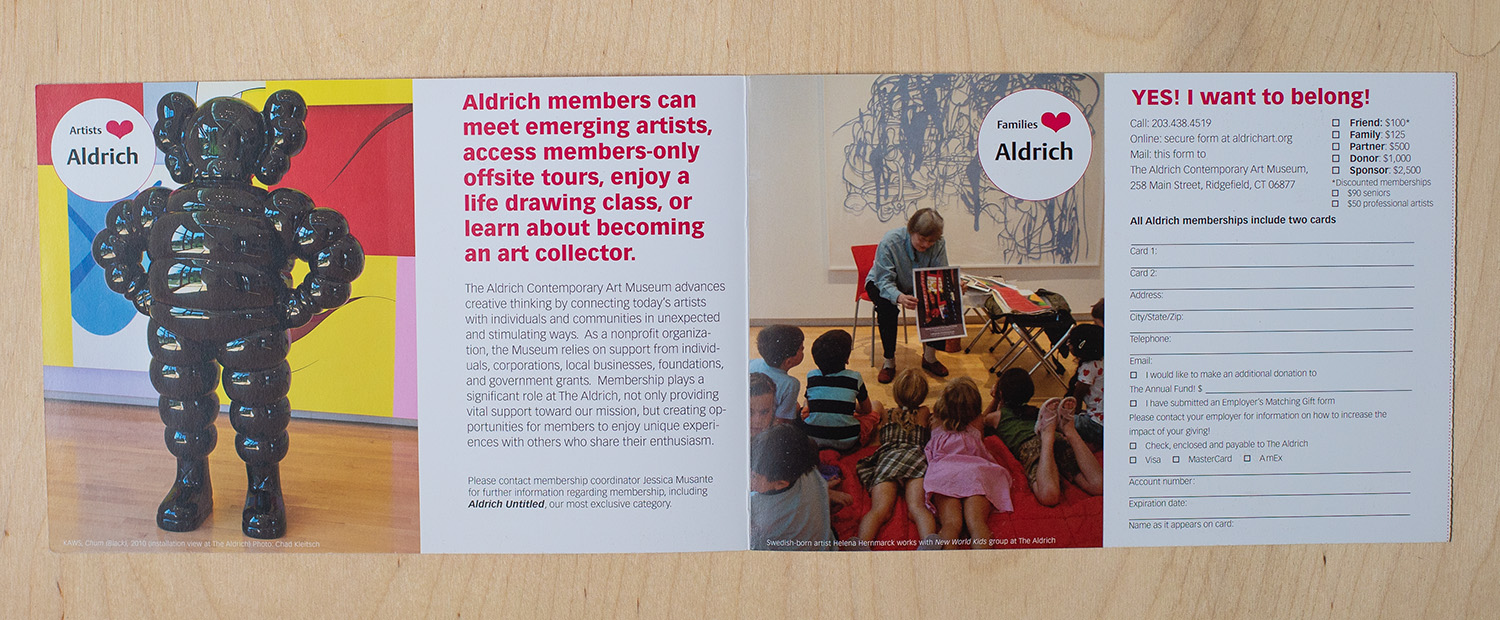 Artists
Aldrich
KAWS, Chum (Black), 2010 (installation view at The Aldrich) Photo: Chad Kleitsch
Aldrich members can
meet emerging artists,
access members-only
offsite tours, enjoy a
life drawing class, or
learn about becoming
an art collector.
The Aldrich Contemporary Art Museum advances
creative thinking by connecting today's artists
with individuals and communities in unexpected
and stimulating ways. As a nonprofit organiza-
tion, the Museum relies on support from individ-
uals, corporations, local businesses, foundations,
and government grants. Membership plays a
significant role at The Aldrich, not only providing
vital support toward our mission, but creating op-
portunities for members to enjoy unique experi-
ences with others who share their enthusiasm.
Please contact membership coordinator Jessica Musante
for further information regarding membership, including
Aldrich Untitled, our most exclusive category.
Families
Aldrich
Swedish-born artist Helena Hernmarck works with New World Kids group at The Aldrich
YES! I want to belong!
Call: 203.438.4519
Online: secure form at aldrichart.org
Mail: this form to
The Aldrich Contemporary Art Museum,
258 Main Street, Ridgefield, CT 06877
Friend: $100*
Family: $125
Partner: $500
Donor: $1,000
Sponsor: $2,500
*Discounted memberships
$90 seniors
$50 professional artists
All Aldrich memberships include two cards
Card 1:
Card 2:
Address:
City/State/Zip:
Telephone:
Email:
I would like to make an additional donation to
The Annual Fund! $
I have submitted an Employer's Matching Gift form
Please contact your employer for information on how to increase the
impact of your giving!
Check, enclosed and payable to The Aldrich
Visa MasterCard AmEx
Account number:
Expiration date:
Name as it appears on card: